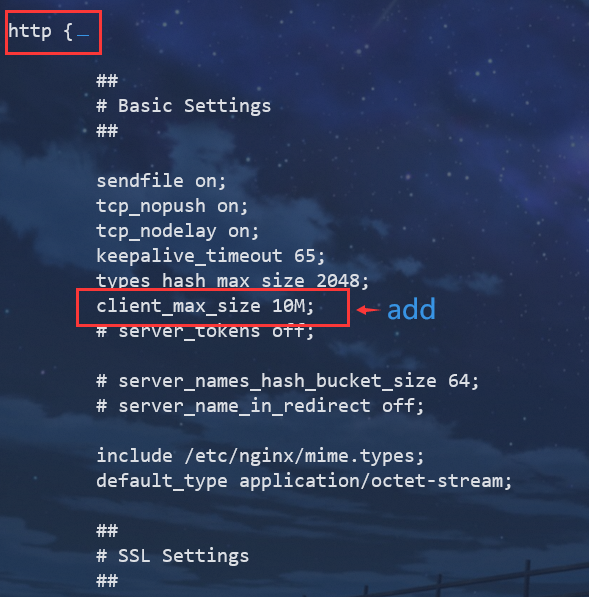 http {
##
# Basic Settings
##
sendfile on;
tcp_nopush on;
tcp_nodelay on;
keepalive_timeout 65;
types_hash_max_size 2048;
client_max_size 10M;
add
# server_tokens off;
# server_names_hash_bucket_size 64;
# server_name_in_redirect off;
include /etc/nginx/mime.types;
default_type application/octet-stream;
##
# SSL Settings
##